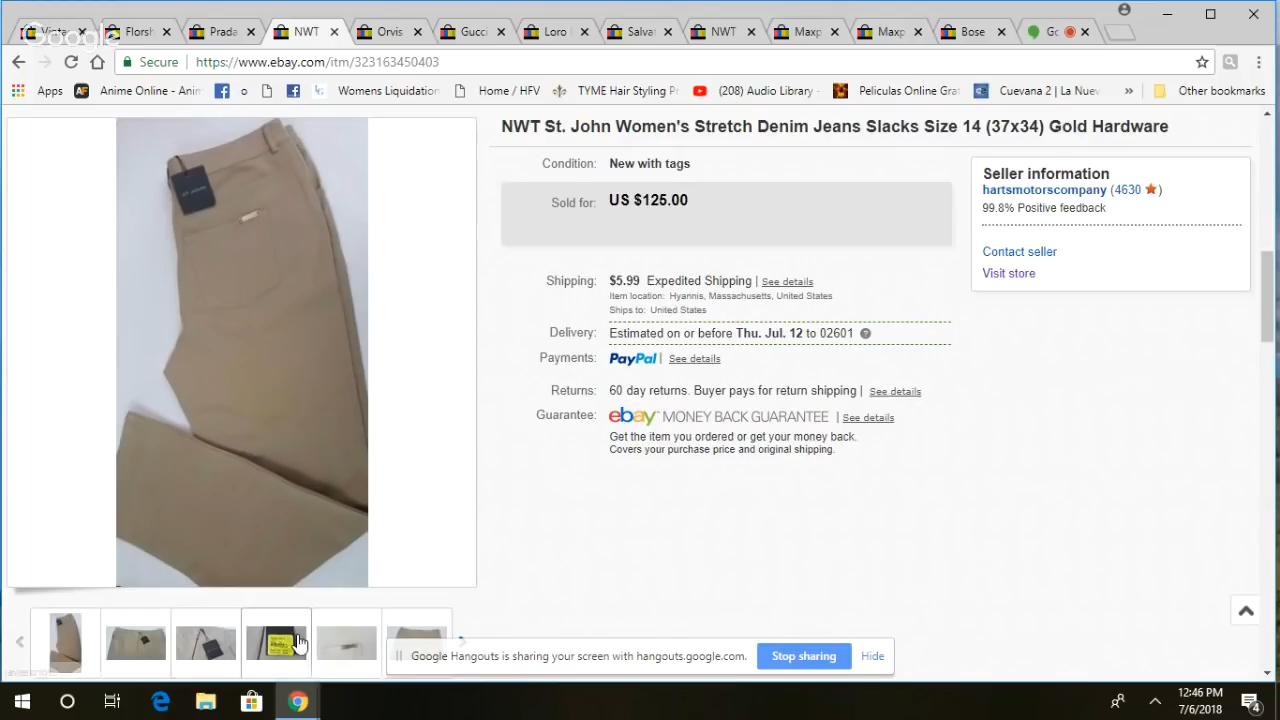 Google
Vinta
Florsh
Prada
NWT
Orvis
Gucci
Loro
Salvat
NWT
Maxp
Maxp
Bose
Go
Secure
https://www.ebay.com/itm/323163450403
Apps
Anime Online - Anim
o
Womens Liquidation
Home / HFV
TYME Hair Styling Pr
(208) Audio Library -
Peliculas Online Grat
Cuevana 2 | La Nuev
»
Other bookmarks
NWT St. John Women's Stretch Denim Jeans Slacks Size 14 (37x34) Gold Hardware
Condition: New with tags
Sold for: US $125.00
Shipping: $5.99 Expedited Shipping | See details
Item location: Hyannis, Massachusetts, United States
Ships to: United States
Delivery: Estimated on or before Thu. Jul. 12 to 02601
Payments: PayPal | See details
Returns: 60 day returns. Buyer pays for return shipping | See details
Guarantee: ebay MONEY BACK GUARANTEE | See details
Get the item you ordered or get your money back.
Covers your purchase price and original shipping.
Seller information
hartsmotorscompany (4630)
99.8% Positive feedback
Contact seller
Visit store
Google Hangouts is sharing your screen with hangouts.google.com.
Stop sharing
Hide
12:46 PM
7/6/2018
4